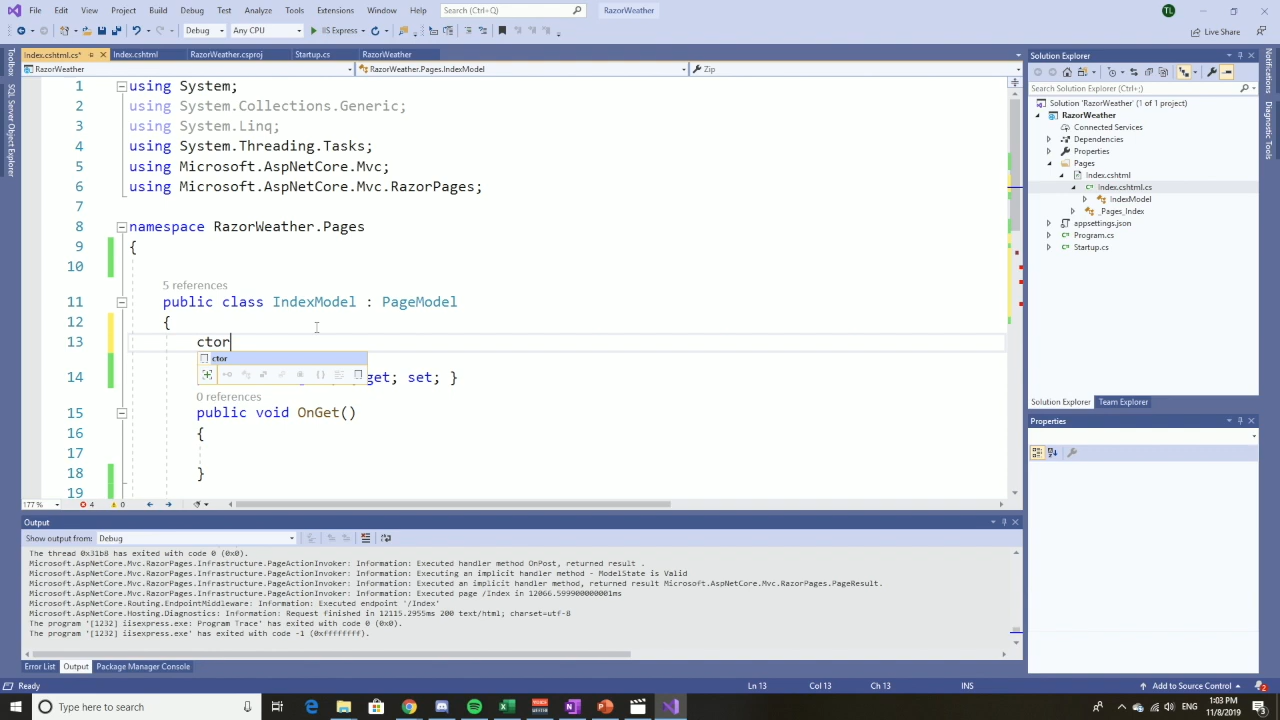 File Edit View Project Build Debug Test Analyze Tools Extensions Window Help Search (Ctrl+Q) RazorWeather TL
Debug Any CPU IIS Express Live Share
Index.cshtml.cs* Index.cshtml RazorWeather.csproj Startup.cs RazorWeather
RazorWeather RazorWeather.Pages.IndexModel Zip
Toolbox
SQL Server Object Explorer
1 using System;
2 using System.Collections.Generic;
3 using System.Linq;
4 using System.Threading.Tasks;
5 using Microsoft.AspNetCore.Mvc;
6 using Microsoft.AspNetCore.Mvc.RazorPages;
7
8 namespace RazorWeather.Pages
9 {
10
5 references
11 public class IndexModel : PageModel
12 {
13 ctor
ctor
14 get; set; }
0 references
15 public void OnGet()
16 {
17
18 }
19
177 % 4 0
Solution Explorer
Search Solution Explorer (Ctrl+;)
Solution 'RazorWeather' (1 of 1 project)
RazorWeather
Connected Services
Dependencies
Properties
Pages
Index.cshtml
Index.cshtml.cs
IndexModel
_Pages_Index
appsettings.json
Program.cs
Startup.cs
Solution Explorer Team Explorer
Properties
Notifications
Diagnostic Tools
Output
Show output from: Debug
The thread 0x31b8 has exited with code 0 (0x0).
Microsoft.AspNetCore.Mvc.RazorPages.Infrastructure.PageActionInvoker: Information: Executed handler method OnPost, returned result .
Microsoft.AspNetCore.Mvc.RazorPages.Infrastructure.PageActionInvoker: Information: Executing an implicit handler method - ModelState is Valid
Microsoft.AspNetCore.Mvc.RazorPages.Infrastructure.PageActionInvoker: Information: Executed an implicit handler method, returned result Microsoft.AspNetCore.Mvc.RazorPages.PageResult.
Microsoft.AspNetCore.Mvc.RazorPages.Infrastructure.PageActionInvoker: Information: Executed page /Index in 12066.599900000001ms
Microsoft.AspNetCore.Routing.EndpointMiddleware: Information: Executed endpoint '/Index'
Microsoft.AspNetCore.Hosting.Diagnostics: Information: Request finished in 12115.2955ms 200 text/html; charset=utf-8
The program '[1232] iisexpress.exe: Program Trace' has exited with code 0 (0x0).
The program '[1232] iisexpress.exe' has exited with code -1 (0xffffffff).
Error List Output Package Manager Console
Ready Ln 13 Col 13 Ch 13 INS Add to Source Control 2
Type here to search ENG 1:03 PM
11/8/2019